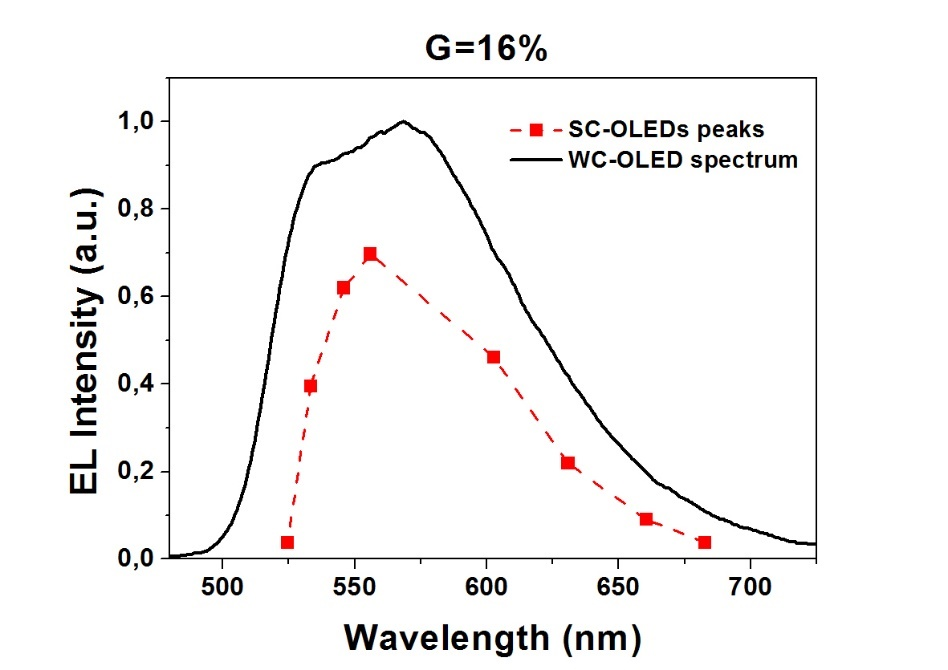 G=16%
SC-OLEDs peaks
WC-OLED spectrum
EL Intensity (a.u.)
1,0
0,8
0,6
0,4
0,2
0,0
500 550 600 650 700
Wavelength (nm)